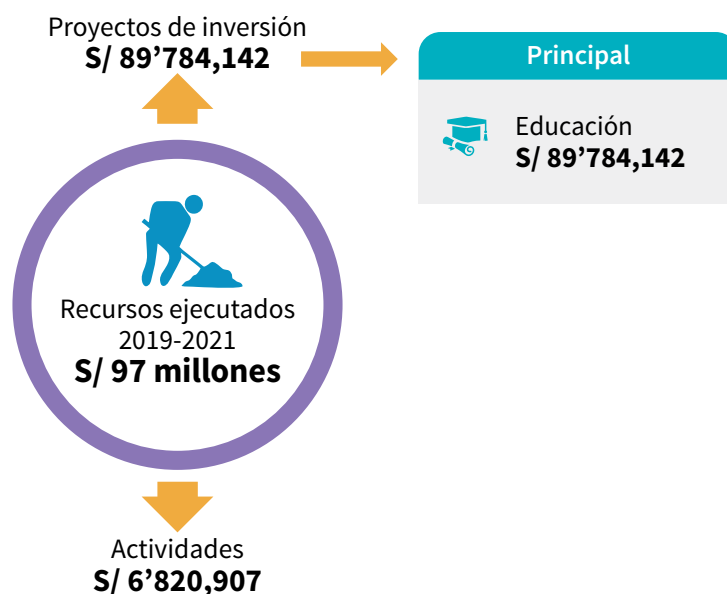 Proyectos de inversión
S/ 89’784,142
Principal
Educación
S/ 89’784,142
Recursos ejecutados
2019-2021
S/ 97 millones
Actividades
S/ 6’820,907